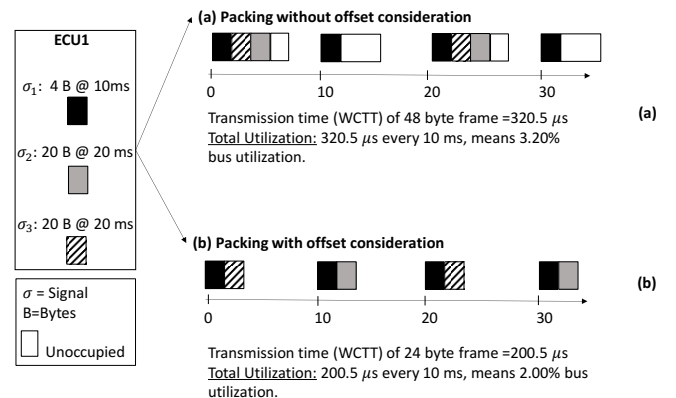 ECU1
σ₁: 4 B @ 10ms
σ₂: 20 B @ 20 ms
σ₃: 20 B @ 20 ms
σ = Signal
B=Bytes
Unoccupied
(a) Packing without offset consideration
0 10 20 30
Transmission time (WCTT) of 48 byte frame =320.5 μs
Total Utilization: 320.5 μs every 10 ms, means 3.20%
bus utilization.
(a)
(b) Packing with offset consideration
0 10 20 30
Transmission time (WCTT) of 24 byte frame =200.5 μs
Total Utilization: 200.5 μs every 10 ms, means 2.00% bus
utilization.
(b)